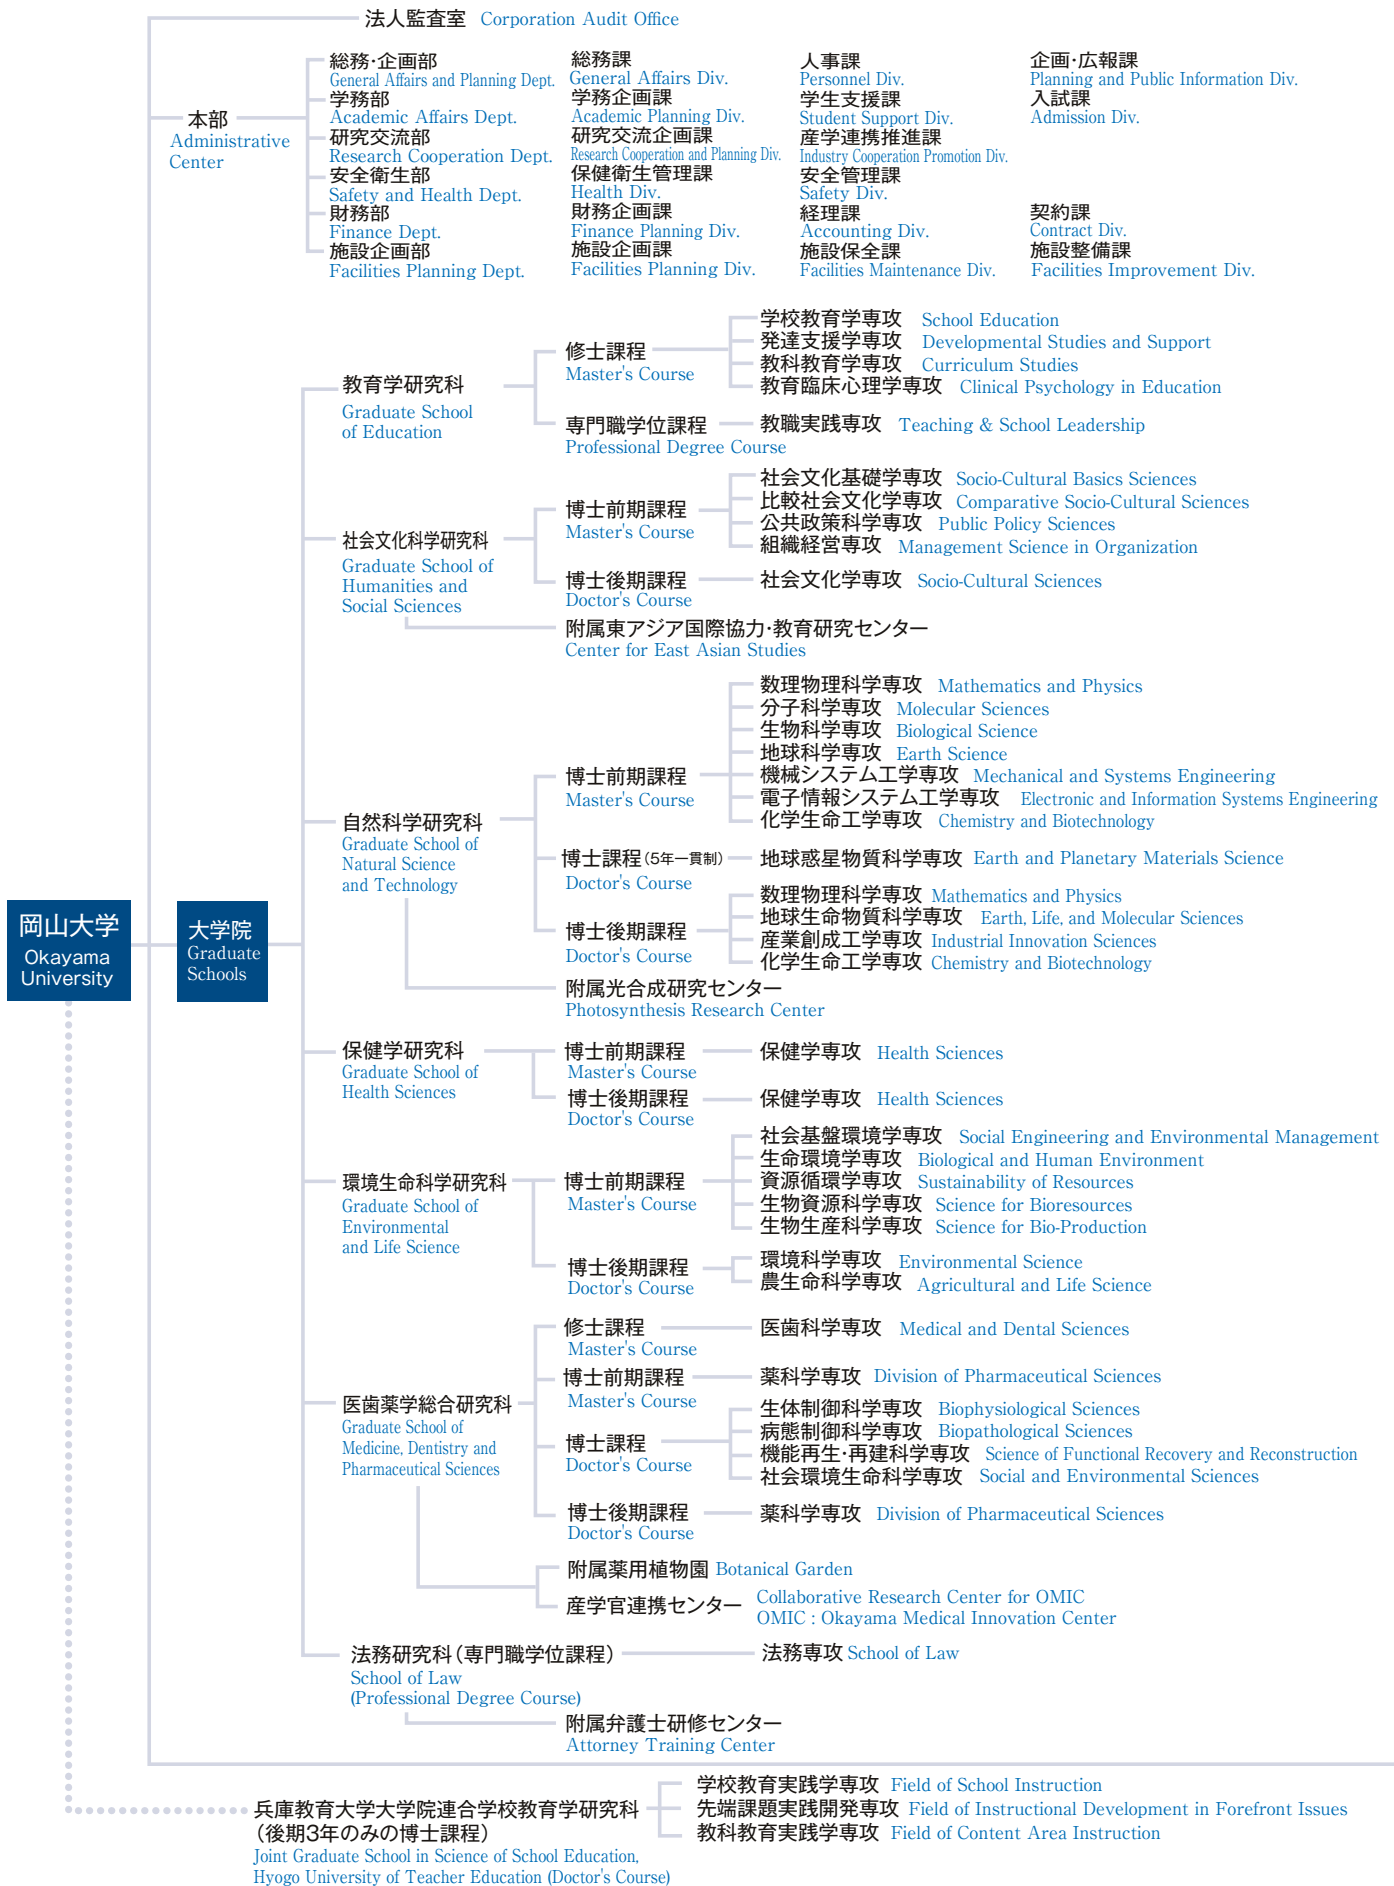 法人監査室 Corporation Audit Office
総務・企画部 総務課 人事課 企画・広報課
General Affairs and Planning Dept. General Affairs Div. Personnel Div. Planning and Public Information Div.
学務部 学務企画課 学生支援課 入試課
Academic Affairs Dept. Academic Planning Div. Student Support Div. Admission Div.
本部
Administrative
Center
研究交流部 研究交流企画課 産学連携推進課
Research Cooperation Dept. Research Cooperation and Planning Div. Industry Cooperation Promotion Div.
安全衛生部 保健衛生管理課 安全管理課
Safety and Health Dept. Health Div. Safety Div.
財務部 財務企画課 経理課 契約課
Finance Dept. Finance Planning Div. Accounting Div. Contract Div.
施設企画部 施設企画課 施設保全課 施設整備課
Facilities Planning Dept. Facilities Planning Div. Facilities Maintenance Div. Facilities Improvement Div.
岡山大学
Okayama
University
大学院
Graduate
Schools
教育学研究科
Graduate School
of Education
修士課程
Master's Course
学校教育学専攻 School Education
発達支援学専攻 Developmental Studies and Support
教科教育学専攻 Curriculum Studies
教育臨床心理学専攻 Clinical Psychology in Education
専門職学位課程 教職実践専攻 Teaching & School Leadership
Professional Degree Course
社会文化科学研究科
Graduate School of
Humanities and
Social Sciences
博士前期課程
Master's Course
社会文化基礎学専攻 Socio-Cultural Basics Sciences
比較社会文化学専攻 Comparative Socio-Cultural Sciences
公共政策科学専攻 Public Policy Sciences
組織経営専攻 Management Science in Organization
博士後期課程 社会文化学専攻 Socio-Cultural Sciences
Doctor's Course
附属東アジア国際協力・教育研究センター
Center for East Asian Studies
自然科学研究科
Graduate School of
Natural Science
and Technology
博士前期課程
Master's Course
数理物理科学専攻 Mathematics and Physics
分子科学専攻 Molecular Sciences
生物科学専攻 Biological Science
地球科学専攻 Earth Science
機械システム工学専攻 Mechanical and Systems Engineering
電子情報システム工学専攻 Electronic and Information Systems Engineering
化学生命工学専攻 Chemistry and Biotechnology
博士課程（5年一貫制） 地球惑星物質科学専攻 Earth and Planetary Materials Science
Doctor's Course
博士後期課程
Doctor's Course
数理物理科学専攻 Mathematics and Physics
地球生命物質科学専攻 Earth, Life, and Molecular Sciences
産業創成工学専攻 Industrial Innovation Sciences
化学生命工学専攻 Chemistry and Biotechnology
附属光合成研究センター
Photosynthesis Research Center
保健学研究科
Graduate School of
Health Sciences
博士前期課程 保健学専攻 Health Sciences
Master's Course
博士後期課程 保健学専攻 Health Sciences
Doctor's Course
環境生命科学研究科
Graduate School of
Environmental
and Life Science
博士前期課程
Master's Course
社会基盤環境学専攻 Social Engineering and Environmental Management
生命環境学専攻 Biological and Human Environment
資源循環学専攻 Sustainability of Resources
生物資源科学専攻 Science for Bioresources
生物生産科学専攻 Science for Bio-Production
博士後期課程
Doctor's Course
環境科学専攻 Environmental Science
農生命科学専攻 Agricultural and Life Science
医歯薬学総合研究科
Graduate School of
Medicine, Dentistry and
Pharmaceutical Sciences
修士課程 医歯科学専攻 Medical and Dental Sciences
Master's Course
博士前期課程 薬科学専攻 Division of Pharmaceutical Sciences
Master's Course
博士課程
Doctor's Course
生体制御科学専攻 Biophysiological Sciences
病態制御科学専攻 Biopathological Sciences
機能再生・再建科学専攻 Science of Functional Recovery and Reconstruction
社会環境生命科学専攻 Social and Environmental Sciences
博士後期課程 薬科学専攻 Division of Pharmaceutical Sciences
Doctor's Course
附属薬用植物園 Botanical Garden
産学官連携センター Collaborative Research Center for OMIC
OMIC : Okayama Medical Innovation Center
法務研究科（専門職学位課程） 法務専攻 School of Law
School of Law
(Professional Degree Course)
附属弁護士研修センター
Attorney Training Center
兵庫教育大学大学院連合学校教育学研究科
（後期3年のみの博士課程）
Joint Graduate School in Science of School Education,
Hyogo University of Teacher Education (Doctor's Course)
学校教育実践学専攻 Field of School Instruction
先端課題実践開発専攻 Field of Instructional Development in Forefront Issues
教科教育実践学専攻 Field of Content Area Instruction